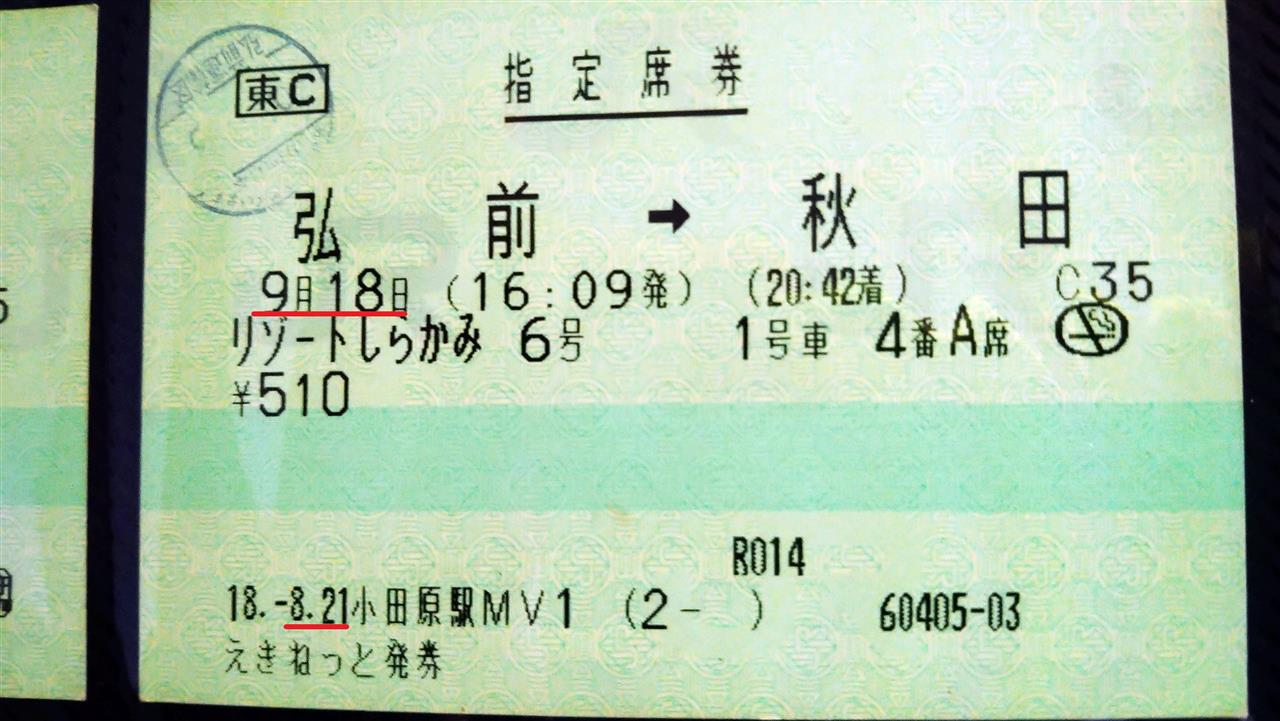 東C 指定席券
弘前 → 秋田
9月18日 (16:09発) (20:42着) C35
リゾートしらかみ 6号 1号車 4番A席
¥510
R014
18.-8.21小田原駅MV1 (2- ) 60405-03
えきねっと発券